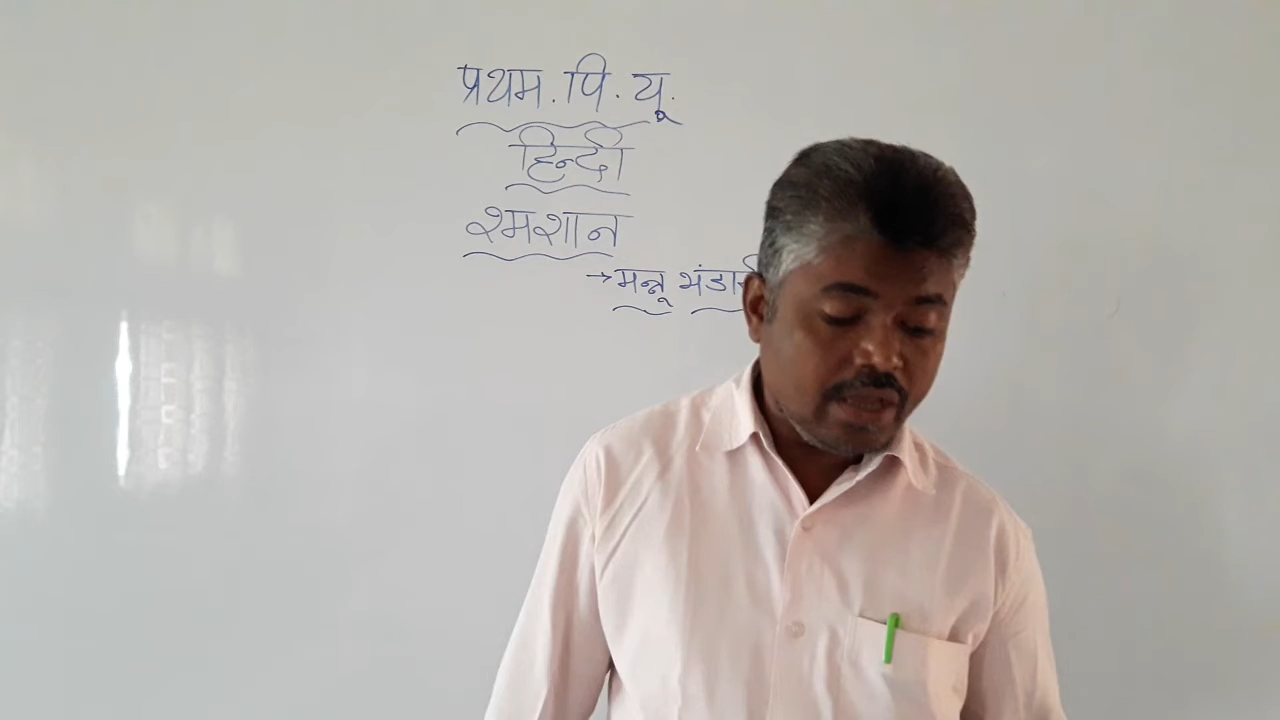 प्रथम. पि. यू.
हिन्दी
श्मशान
→ मन्नू